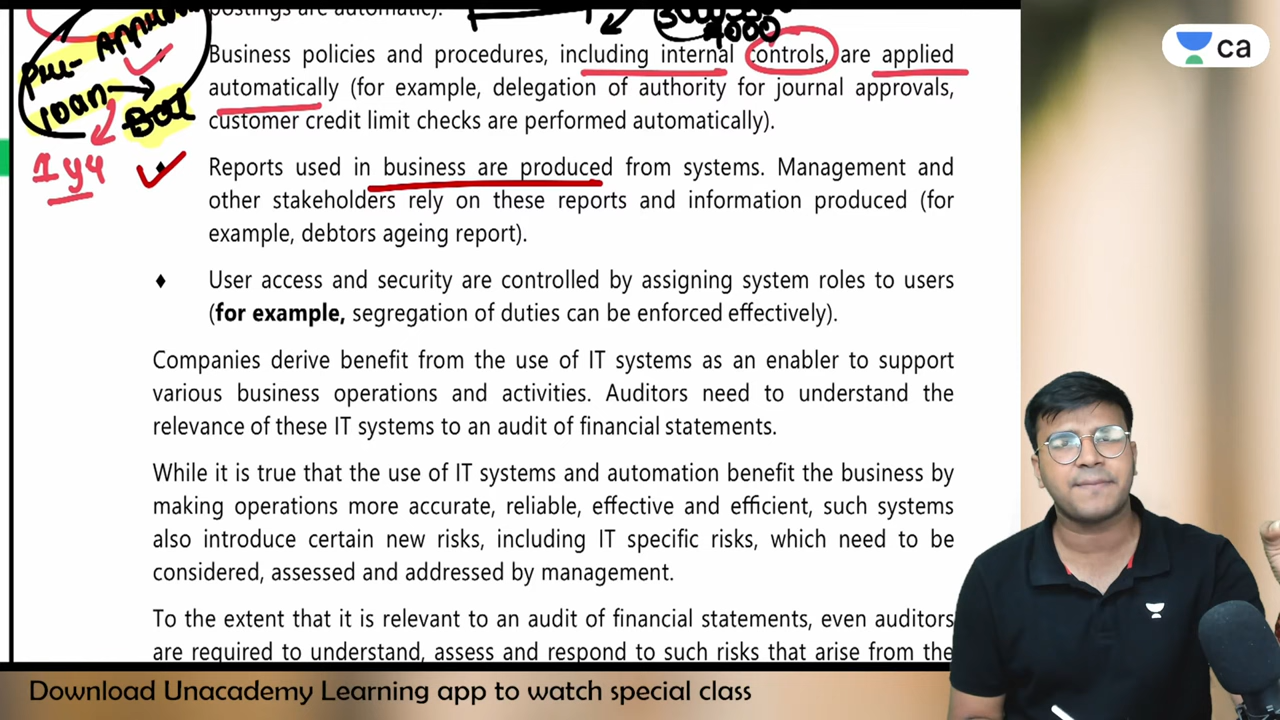 postings are automatic).
4000
Business policies and procedures, including internal controls, are applied
automatically (for example, delegation of authority for journal approvals,
customer credit limit checks are performed automatically).
Pre-Approved
loan → BOI
1 y4
♦ Reports used in business are produced from systems. Management and
other stakeholders rely on these reports and information produced (for
example, debtors ageing report).
♦ User access and security are controlled by assigning system roles to users
(for example, segregation of duties can be enforced effectively).
Companies derive benefit from the use of IT systems as an enabler to support
various business operations and activities. Auditors need to understand the
relevance of these IT systems to an audit of financial statements.
While it is true that the use of IT systems and automation benefit the business by
making operations more accurate, reliable, effective and efficient, such systems
also introduce certain new risks, including IT specific risks, which need to be
considered, assessed and addressed by management.
To the extent that it is relevant to an audit of financial statements, even auditors
are required to understand, assess and respond to such risks that arise from the
ca
Download Unacademy Learning app to watch special class